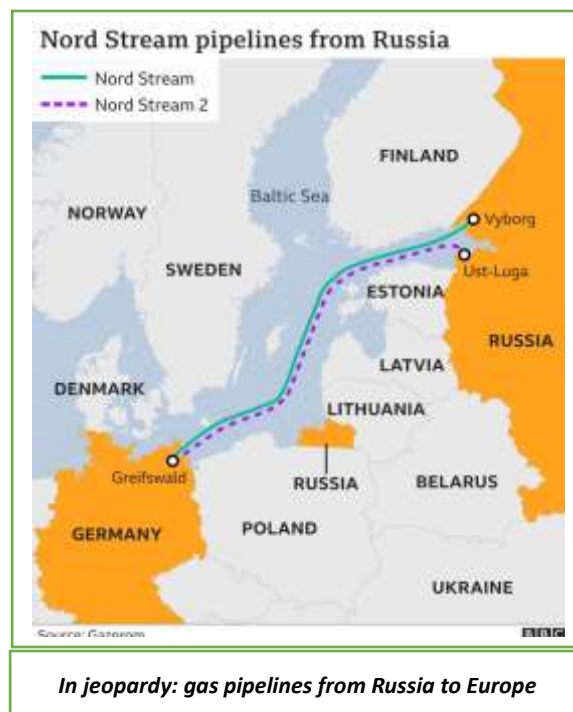 Nord Stream pipelines from Russia
Nord Stream
Nord Stream 2
FINLAND
Baltic Sea
NORWAY
Vyborg
SWEDEN
Ust-Luga
ESTONIA
RUSSIA
LATVIA
DENMARK
LITHUANIA
Greifswald
RUSSIA
BELARUS
GERMANY
POLAND
UKRAINE
Source: Gazprom
BBC
In jeopardy: gas pipelines from Russia to Europe